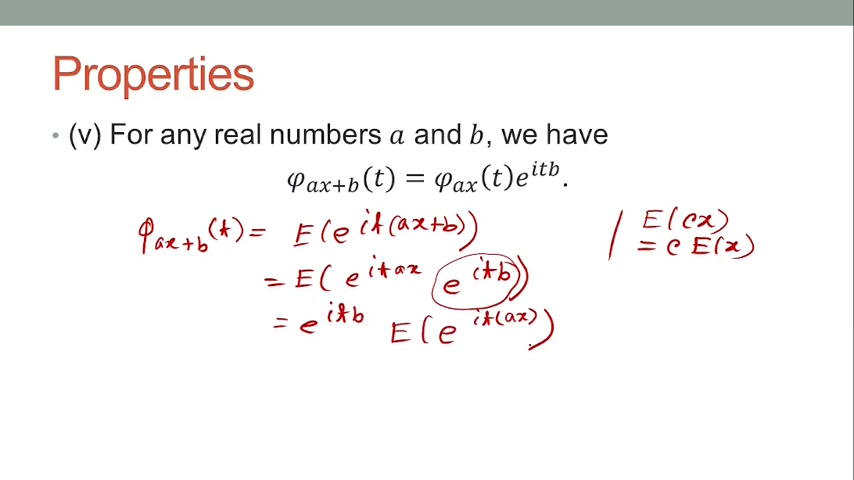 Properties
• (v) For any real numbers a and b, we have
φ_{ax+b}(t) = φ_{ax}(t)e^{itb}.
φ_{ax+b}(t) = E(e^{it(ax+b)})
= E(e^{itax} e^{itb})
= e^{itb} E(e^{it(ax)})
/ E(cx)
= c E(x)